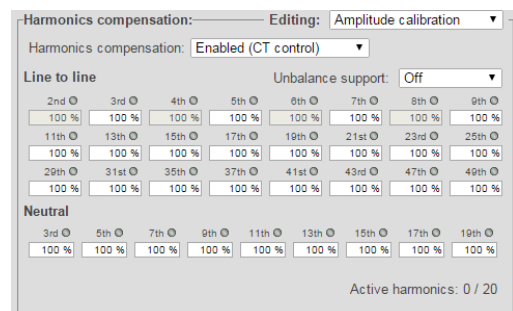 Harmonics compensation: Editing: Amplitude calibration
Harmonics compensation: Enabled (CT control)
Line to line Unbalance support: Off
2nd 3rd 4th 5th 6th 7th 8th 9th
100 % 100 % 100 % 100 % 100 % 100 % 100 % 100 %
11th 13th 15th 17th 19th 21st 23rd 25th
100 % 100 % 100 % 100 % 100 % 100 % 100 % 100 %
29th 31st 35th 37th 41st 43rd 47th 49th
100 % 100 % 100 % 100 % 100 % 100 % 100 % 100 %
Neutral
3rd 5th 7th 9th 11th 13th 15th 17th 19th
100 % 100 % 100 % 100 % 100 % 100 % 100 % 100 % 100 %
Active harmonics: 0 / 20